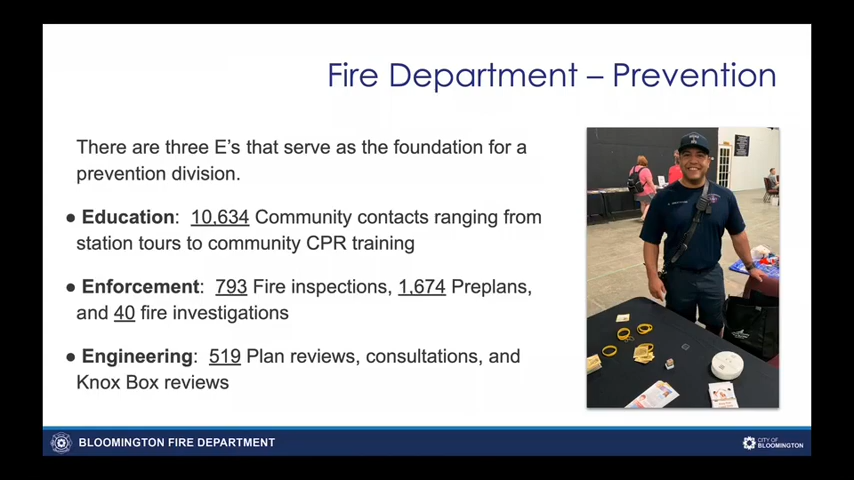 Fire Department – Prevention
There are three E's that serve as the foundation for a
prevention division.
● Education: 10,634 Community contacts ranging from
station tours to community CPR training
● Enforcement: 793 Fire inspections, 1,674 Preplans,
and 40 fire investigations
● Engineering: 519 Plan reviews, consultations, and
Knox Box reviews
BLOOMINGTON FIRE DEPARTMENT
CITY OF
BLOOMINGTON